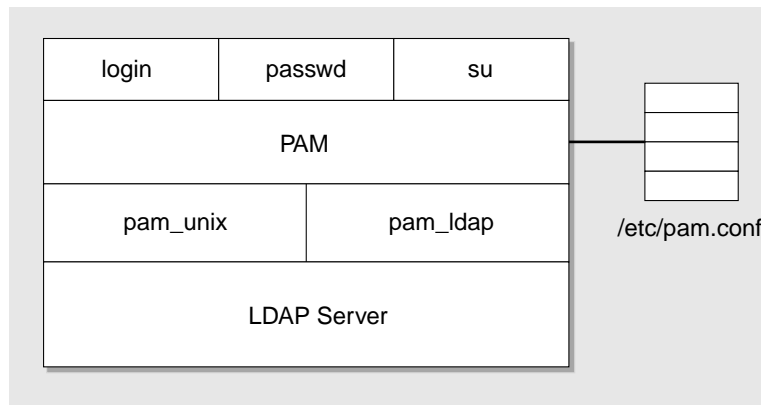 login passwd su
PAM
pam_unix pam_ldap
/etc/pam.conf
LDAP Server